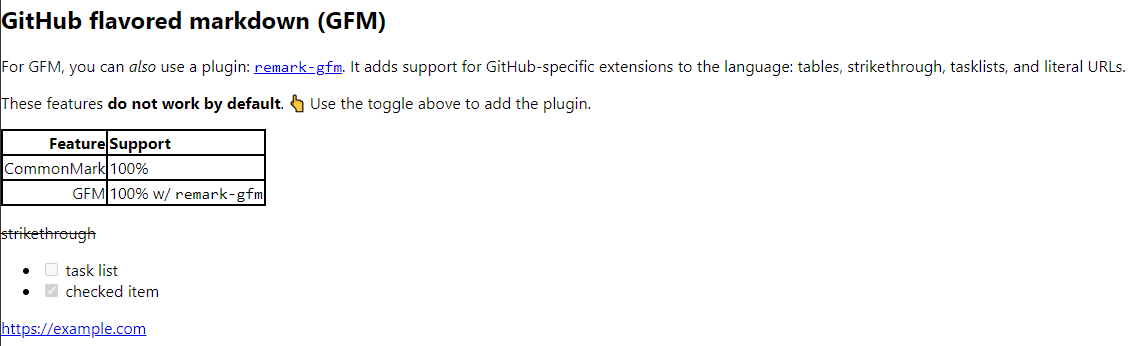 GitHub flavored markdown (GFM)
For GFM, you can also use a plugin: remark-gfm. It adds support for GitHub-specific extensions to the language: tables, strikethrough, tasklists, and literal URLs.
These features do not work by default. 👆 Use the toggle above to add the plugin.
Feature Support
CommonMark 100%
GFM 100% w/ remark-gfm
strikethrough
task list
checked item
https://example.com